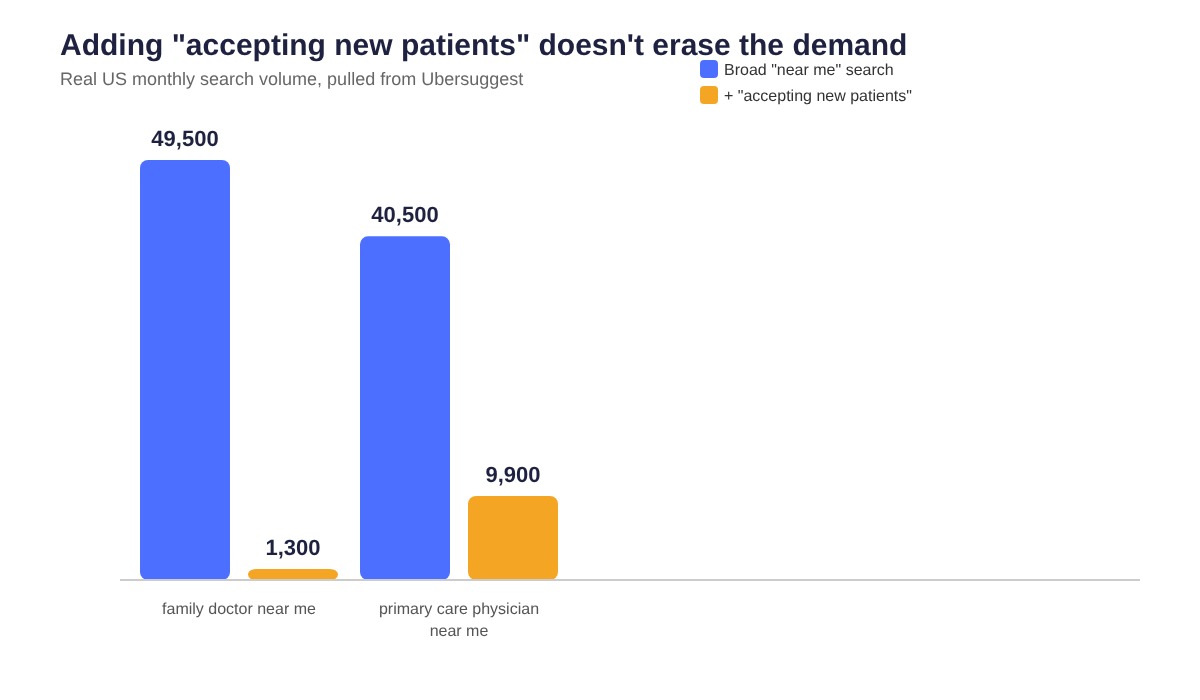 Adding "accepting new patients" doesn't erase the demand
Real US monthly search volume, pulled from Ubersuggest
Broad "near me" search
+ "accepting new patients"
49,500
40,500
9,900
1,300
family doctor near me
primary care physician
near me